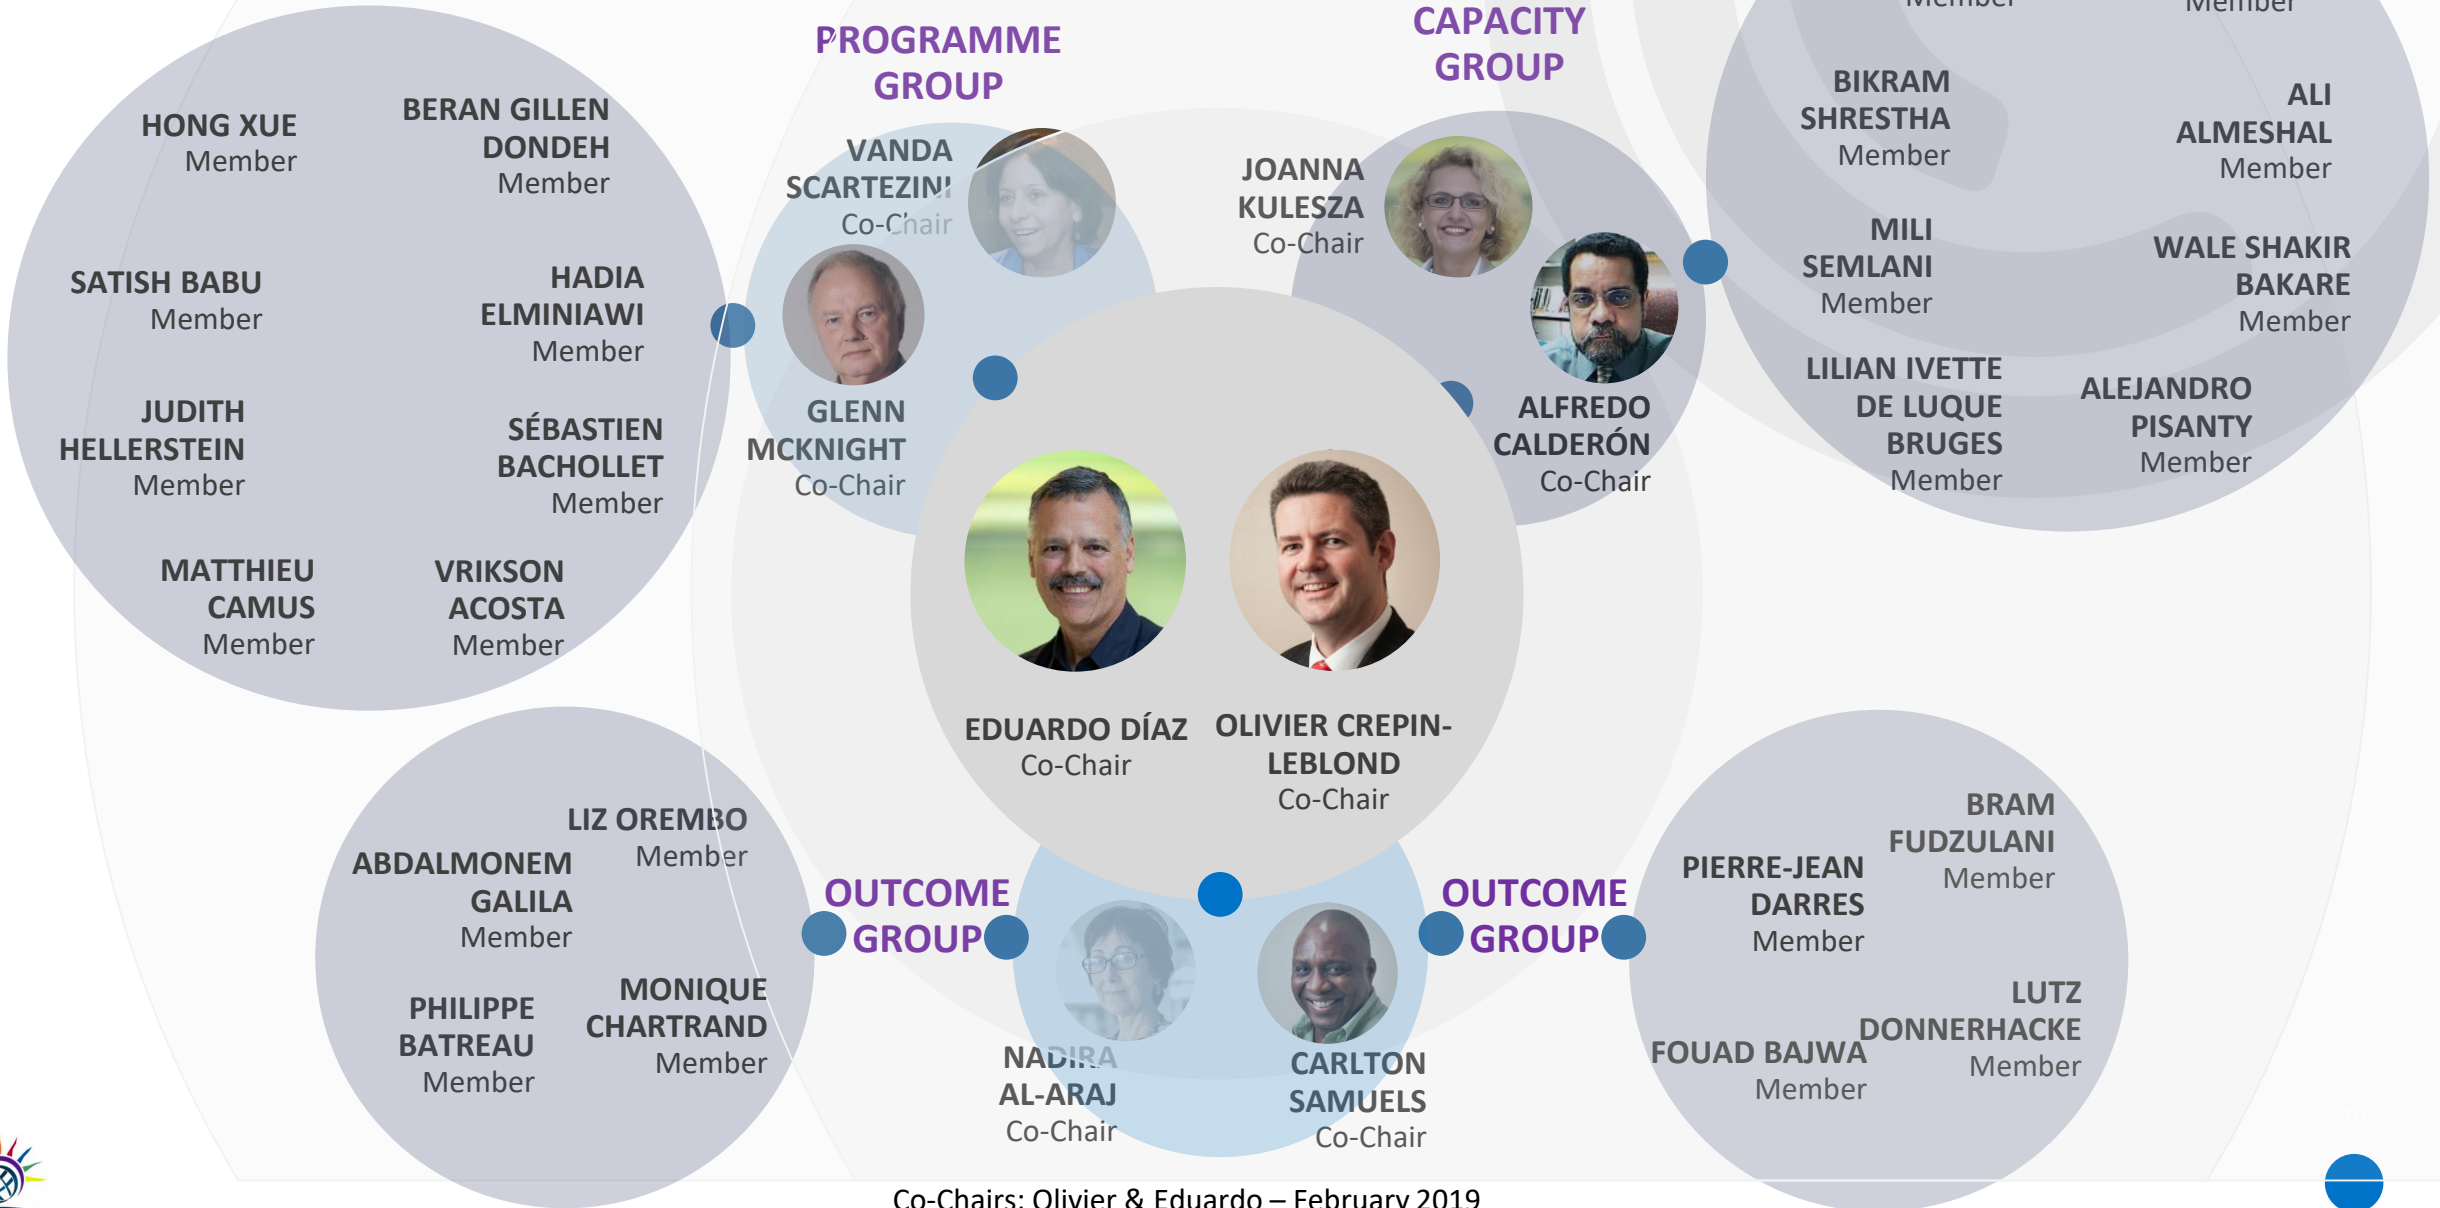 Member
Member
PROGRAMME
GROUP
CAPACITY
GROUP
HONG XUE
Member
BERAN GILLEN
DONDEH
Member
SATISH BABU
Member
HADIA
ELMINIAWI
Member
JUDITH
HELLERSTEIN
Member
SÉBASTIEN
BACHOLLET
Member
MATTHIEU
CAMUS
Member
VRIKSON
ACOSTA
Member
VANDA
SCARTEZINI
Co-Chair
GLENN
MCKNIGHT
Co-Chair
JOANNA
KULESZA
Co-Chair
ALFREDO
CALDERÓN
Co-Chair
BIKRAM
SHRESTHA
Member
ALI
ALMESHAL
Member
MILI
SEMLANI
Member
WALE SHAKIR
BAKARE
Member
LILIAN IVETTE
DE LUQUE
BRUGES
Member
ALEJANDRO
PISANTY
Member
EDUARDO DÍAZ
Co-Chair
OLIVIER CREPIN-
LEBLOND
Co-Chair
LIZ OREMBO
Member
ABDALMONEM
GALILA
Member
PHILIPPE
BATREAU
Member
MONIQUE
CHARTRAND
Member
OUTCOME
GROUP
OUTCOME
GROUP
NADIRA
AL-ARAJ
Co-Chair
CARLTON
SAMUELS
Co-Chair
BRAM
FUDZULANI
Member
PIERRE-JEAN
DARRES
Member
LUTZ
DONNERHACKE
Member
FOUAD BAJWA
Member
Co-Chairs: Olivier & Eduardo – February 2019